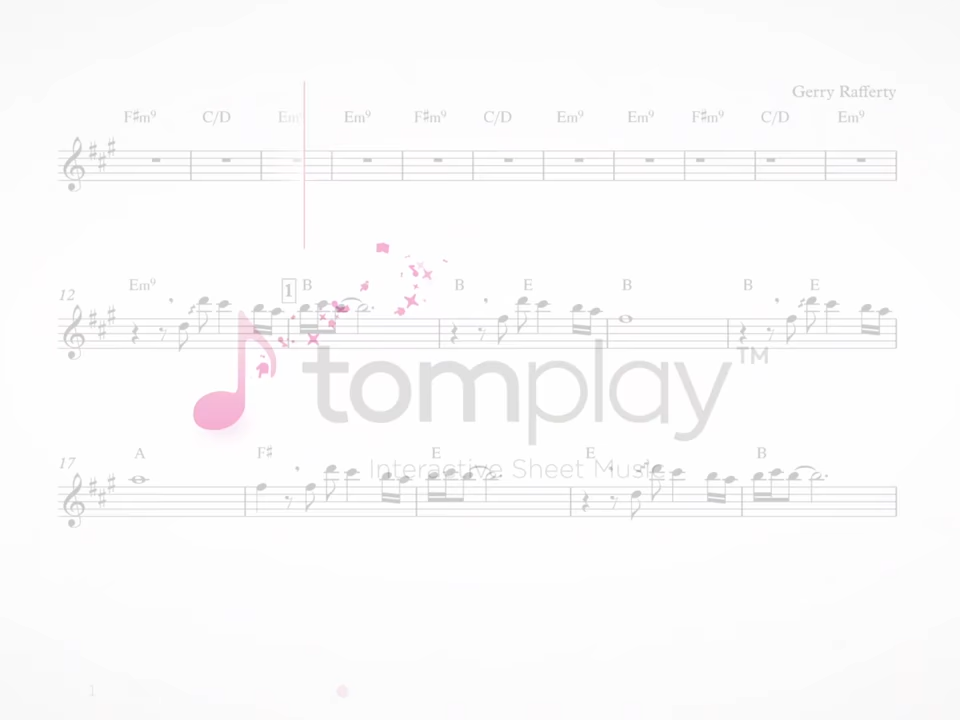 Gerry Rafferty
F♯m⁹ C/D Em⁹ Em⁹ F♯m⁹ C/D Em⁹ Em⁹ F♯m⁹ C/D Em⁹
12 Em⁹ 1 B B E B B E
tomplay™
Interactive Sheet Music
17 A F♯ E E B
1